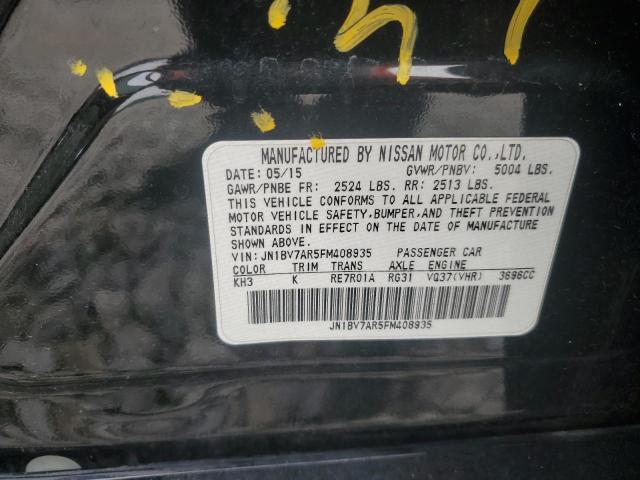 MANUFACTURED BY NISSAN MOTOR CO.,LTD.
DATE: 05/15 GVWR/PNBV: 5004 LBS.
GAWR/PNBE FR: 2524 LBS. RR: 2513 LBS.
THIS VEHICLE CONFORMS TO ALL APPLICABLE FEDERAL
MOTOR VEHICLE SAFETY,BUMPER,AND THEFT PREVENTION
STANDARDS IN EFFECT ON THE DATE OF MANUFACTURE
SHOWN ABOVE.
VIN: JN1BV7AR5FM408935 PASSENGER CAR
COLOR TRIM TRANS AXLE ENGINE
KH3 K RE7R01A RG31 VQ37(VHR) 3696CC
JN1BV7AR5FM408935